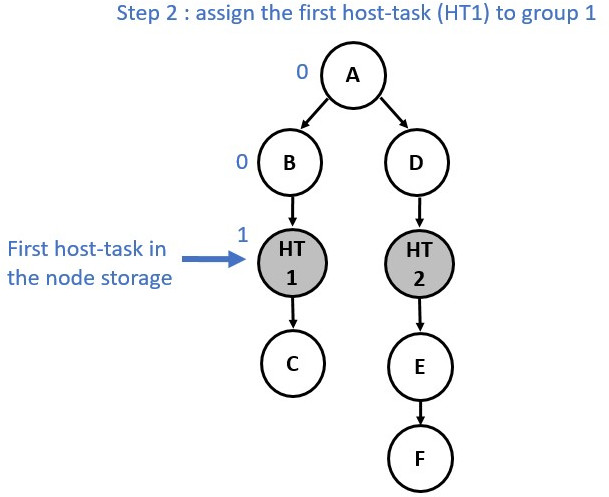 Step 2 : assign the first host-task (HT1) to group 1
0
A
0
B
D
1
First host-task in
the node storage
HT
1
HT
2
C
E
F